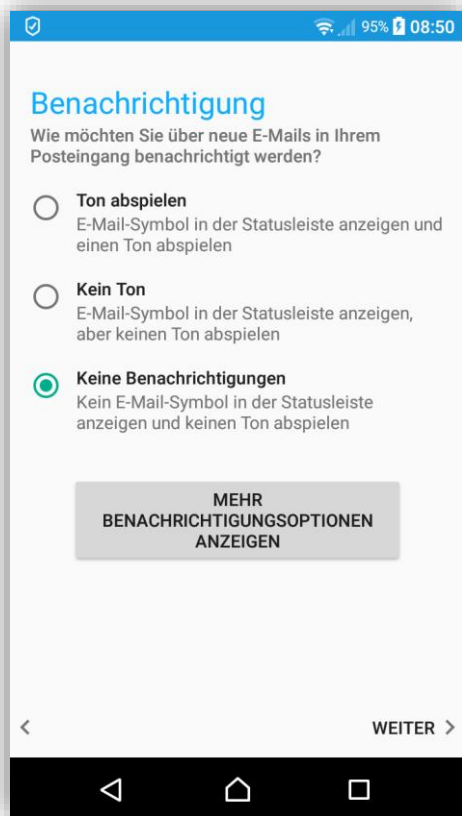 95% 08:50
Benachrichtigung
Wie möchten Sie über neue E-Mails in Ihrem
Posteingang benachrichtigt werden?
Ton abspielen
E-Mail-Symbol in der Statusleiste anzeigen und
einen Ton abspielen
Kein Ton
E-Mail-Symbol in der Statusleiste anzeigen,
aber keinen Ton abspielen
Keine Benachrichtigungen
Kein E-Mail-Symbol in der Statusleiste
anzeigen und keinen Ton abspielen
MEHR
BENACHRICHTIGUNGSOPTIONEN
ANZEIGEN
WEITER